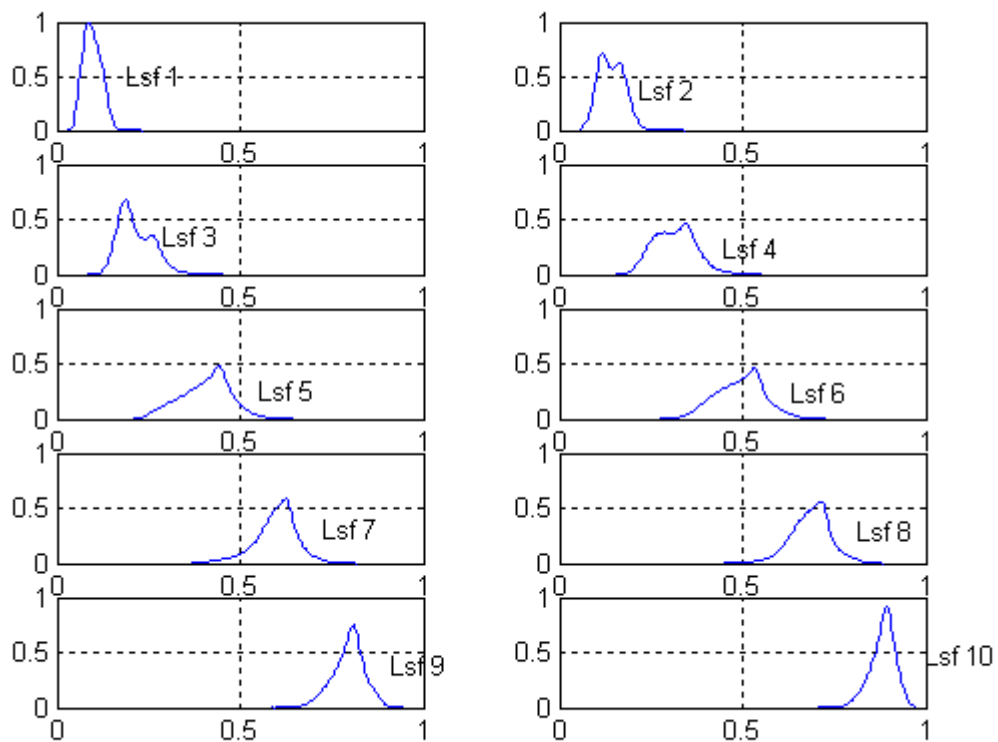 1 1
0.5 Lsf 1 0.5 Lsf 2
0 0
0 0.5 1 0 0.5 1
1 1
0.5 Lsf 3 0.5 Lsf 4
0 0
0 0.5 1 0 0.5 1
1 1
0.5 Lsf 5 0.5 Lsf 6
0 0
0 0.5 1 0 0.5 1
1 1
0.5 Lsf 7 0.5 Lsf 8
0 0
0 0.5 1 0 0.5 1
1 1
0.5 Lsf 9 0.5 Lsf 10
0 0
0 0.5 1 0 0.5 1